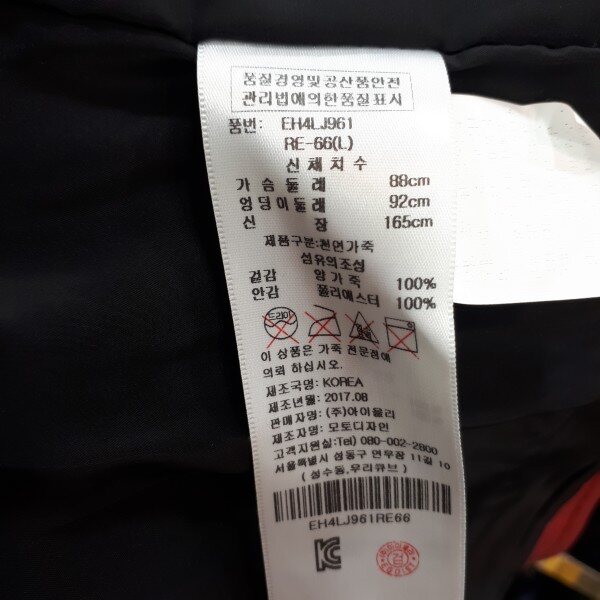 품질경영및공산품안전
관리법에의한품질표시
품번: EH4LJ961
RE-66(L)
신체치수
가슴둘레 88cm
엉덩이둘레 92cm
신장 165cm
제품구분:천연가죽
섬유의조성
겉감 양가죽 100%
안감 폴리에스터 100%
드라이
이 상품은 가죽 전문점에
의뢰 하십시오.
제조국명: KOREA
제조년월: 2017.08
판매자명: (주)아이올리
제조자명: 모토디자인
고객지원실:Tel) 080-002-2800
서울특별시 성동구 연무장 11길 10
(성수동,우리큐브)
EH4LJ961RE66
KC
검
EGOIST